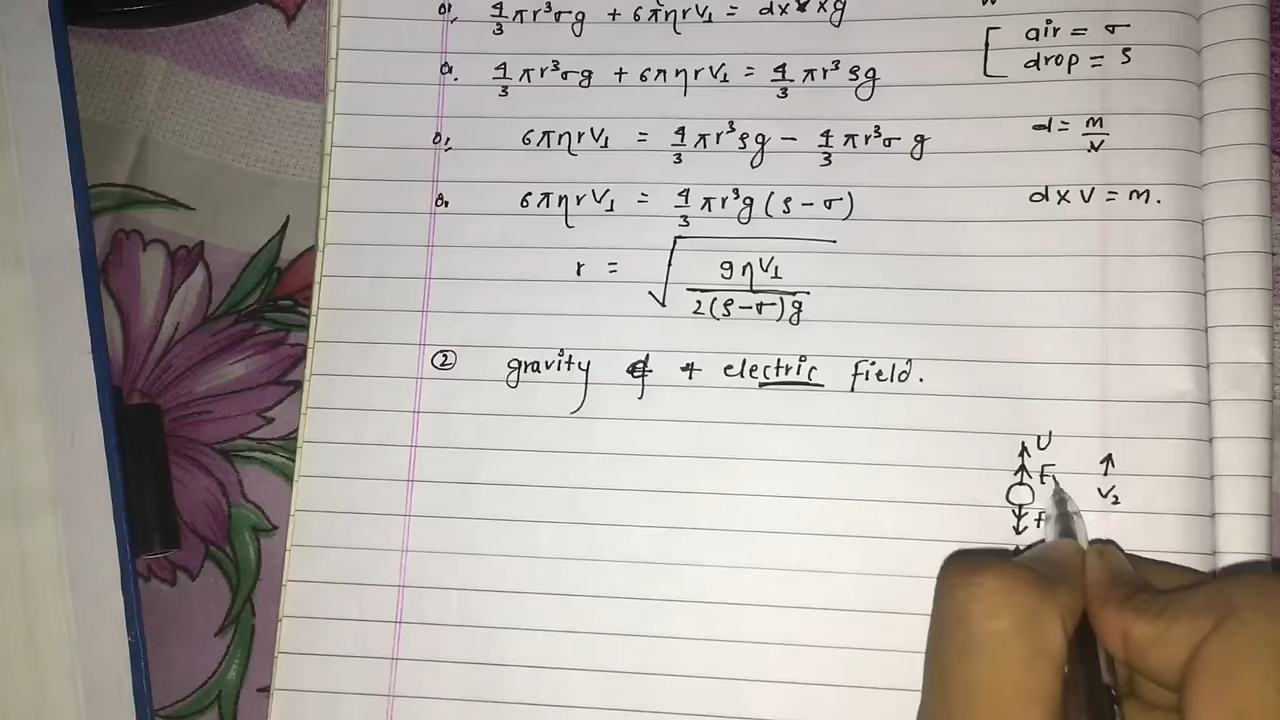 or, 4/3 πr³σg + 6πηrV₁ = d×V×g
air = σ
or. 4/3 πr³σg + 6πηrV₁ = 4/3 πr³ρg
drop = ρ
or, 6πηrV₁ = 4/3 πr³ρg − 4/3 πr³σ g
d = m/V
or, 6πηrV₁ = 4/3 πr³g (ρ − σ)
d × V = m.
r = √(9ηV₁ / 2(ρ−σ)g)
② gravity + electric field.
U
F
V₂